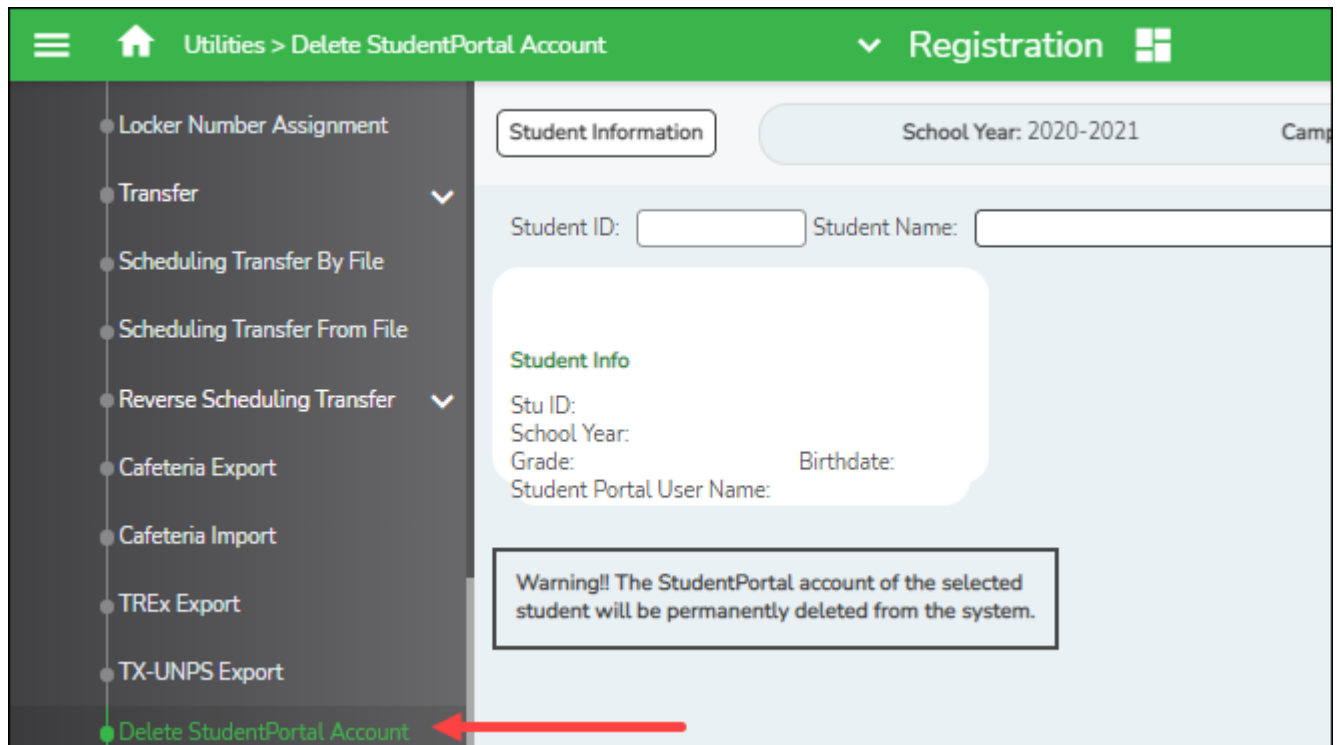 Utilities > Delete StudentPortal Account
Registration
Locker Number Assignment
Transfer
Scheduling Transfer By File
Scheduling Transfer From File
Reverse Scheduling Transfer
Cafeteria Export
Cafeteria Import
TREx Export
TX-UNPS Export
Delete StudentPortal Account
Student Information
School Year: 2020-2021
Camp
Student ID:
Student Name:
Student Info
Stu ID:
School Year:
Grade: Birthdate:
Student Portal User Name:
Warning!! The StudentPortal account of the selected
student will be permanently deleted from the system.